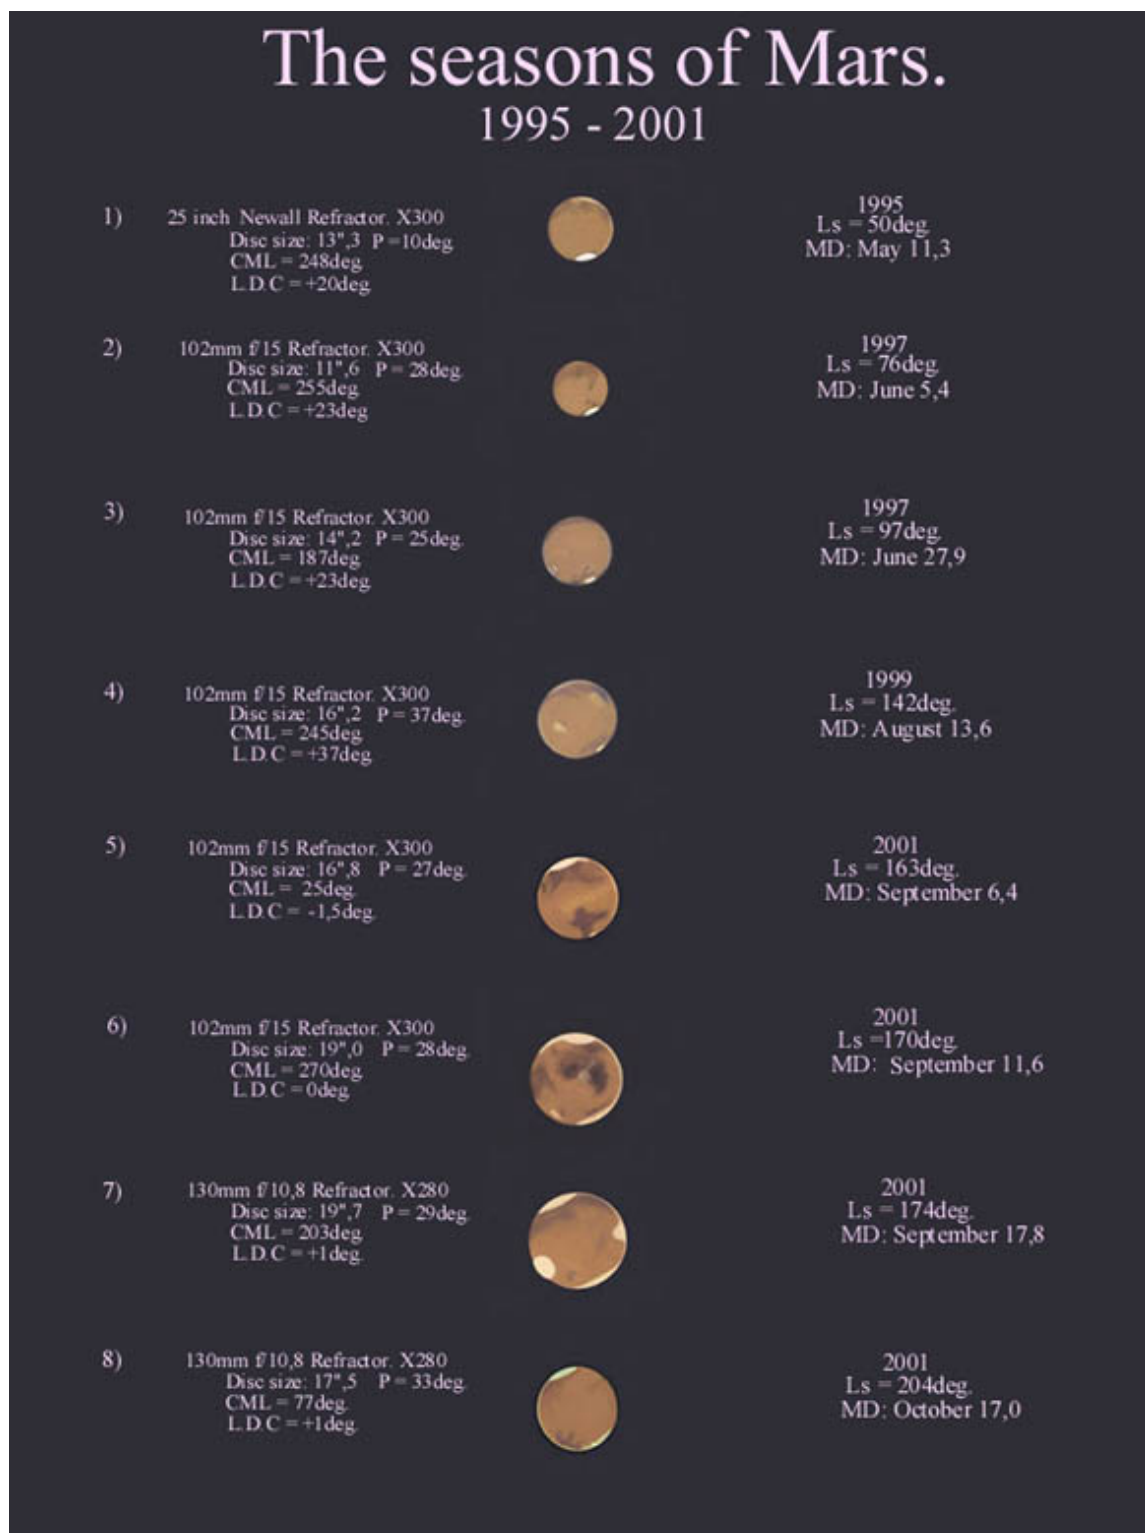 The seasons of Mars.
1995 - 2001
1) 25 inch Newall Refractor. X300
Disc size: 13",3 P =10deg.
CML = 248deg.
L.D.C = +20deg.
1995
Ls = 50deg.
MD: May 11,3
2) 102mm f/15 Refractor. X300
Disc size: 11",6 P = 28deg.
CML = 255deg.
L.D.C = +23deg.
1997
Ls = 76deg.
MD: June 5,4
3) 102mm f/15 Refractor. X300
Disc size: 14",2 P = 25deg.
CML = 187deg.
L.D.C = +23deg.
1997
Ls = 97deg.
MD: June 27,9
4) 102mm f/15 Refractor. X300
Disc size: 16",2 P = 37deg.
CML = 245deg.
L.D.C = +37deg.
1999
Ls = 142deg.
MD: August 13,6
5) 102mm f/15 Refractor. X300
Disc size: 16",8 P = 27deg.
CML = 25deg.
L.D.C = -1,5deg.
2001
Ls = 163deg.
MD: September 6,4
6) 102mm f/15 Refractor. X300
Disc size: 19",0 P = 28deg.
CML = 270deg.
L.D.C = 0deg.
2001
Ls =170deg.
MD: September 11,6
7) 130mm f/10,8 Refractor. X280
Disc size: 19",7 P = 29deg.
CML = 203deg.
L.D.C = +1deg.
2001
Ls = 174deg.
MD: September 17,8
8) 130mm f/10,8 Refractor. X280
Disc size: 17",5 P = 33deg.
CML = 77deg.
L.D.C = +1deg.
2001
Ls = 204deg.
MD: October 17,0